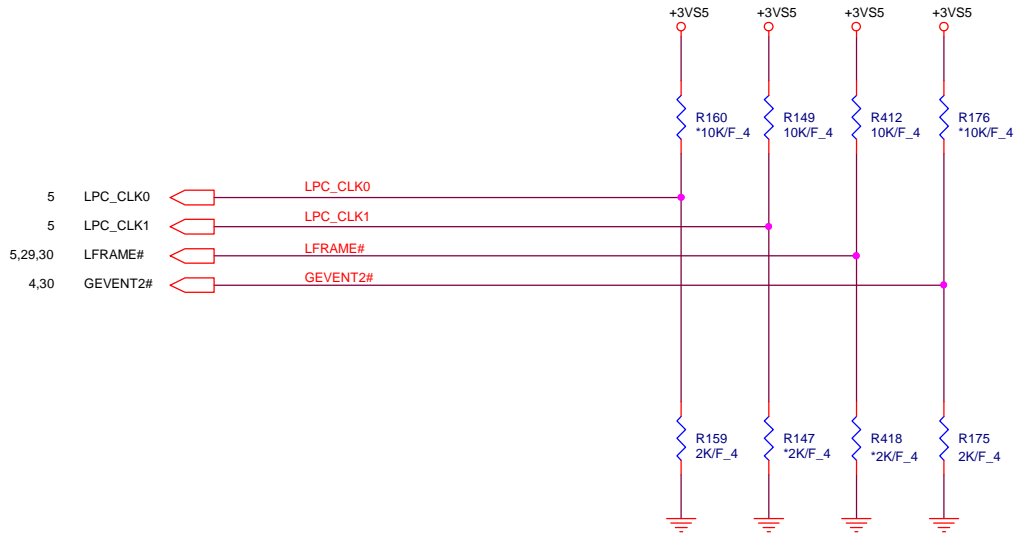 +3VS5 +3VS5 +3VS5 +3VS5
R160 R149 R412 R176
*10K/F_4 10K/F_4 10K/F_4 *10K/F_4
5 LPC_CLK0 LPC_CLK0
5 LPC_CLK1 LPC_CLK1
5,29,30 LFRAME# LFRAME#
4,30 GEVENT2# GEVENT2#
R159 R147 R418 R175
2K/F_4 *2K/F_4 *2K/F_4 2K/F_4